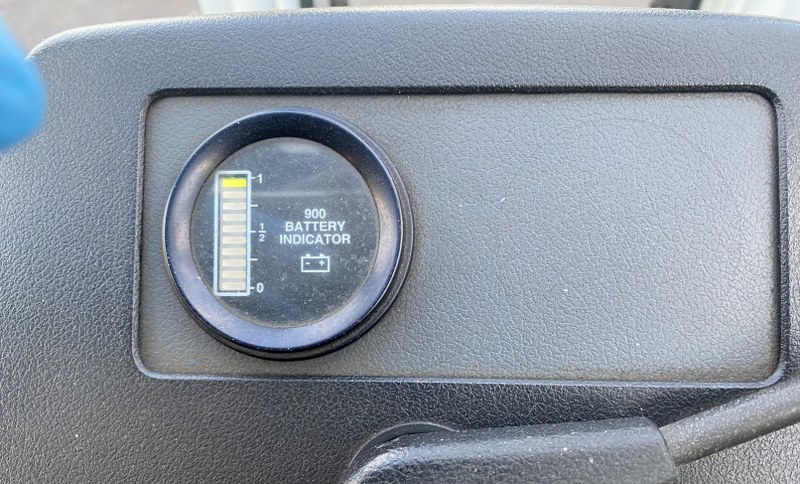 1
900
BATTERY
1/2
INDICATOR
- +
0